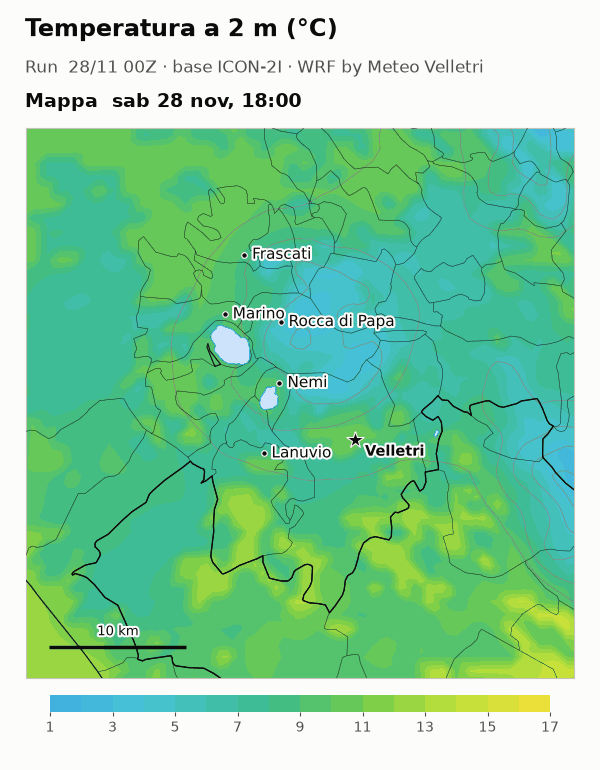 Temperatura a 2 m (°C)
Run  28/11 00Z · base ICON-2I · WRF by Meteo Velletri
Mappa  sab 28 nov, 18:00
Frascati
Marino
Rocca di Papa
Nemi
Velletri
Lanuvio
10 km
1 3 5 7 9 11 13 15 17